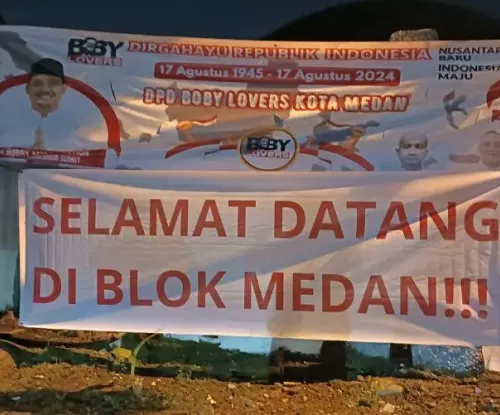 BOBY
LOVERS
DIRGAHAYU REPUBLIK INDONESIA
17 Agustus 1945 - 17 Agustus 2024
DPD BOBY LOVERS KOTA MEDAN
NUSANTARA
BARU
INDONESIA
MAJU
BOBY
LOVERS
SELAMAT DATANG
DI BLOK MEDAN!!!